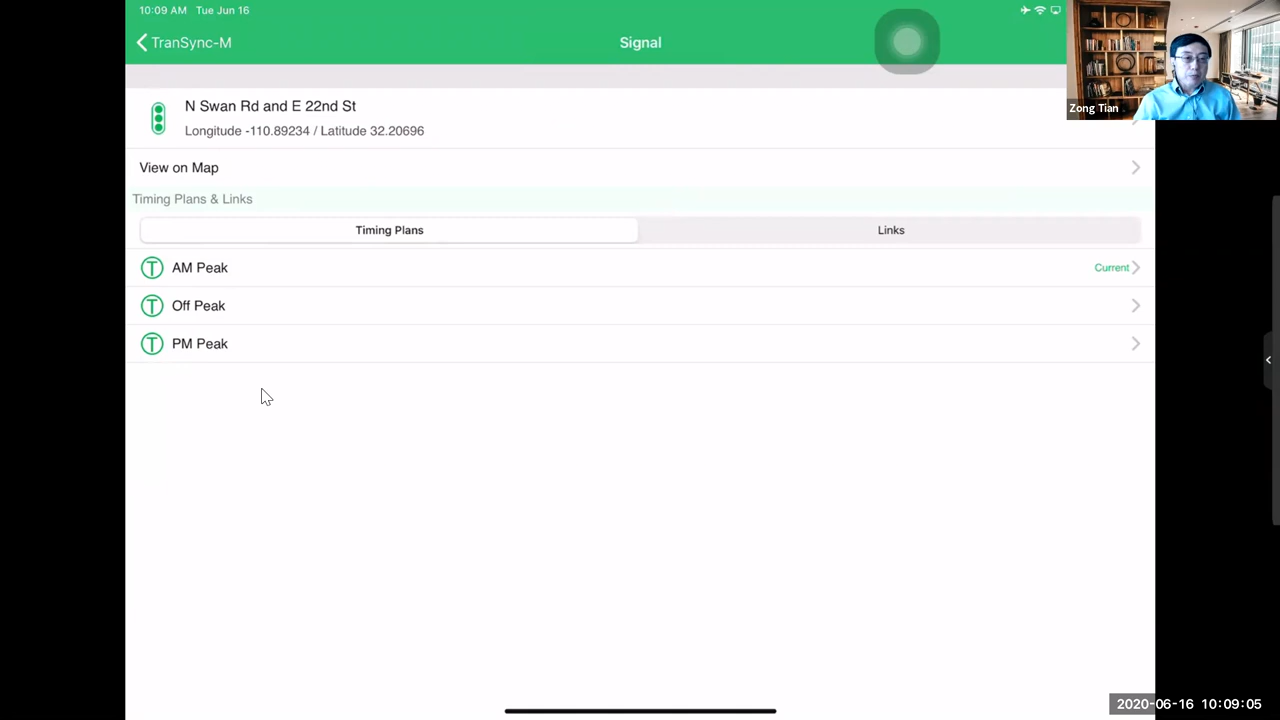 10:09 AM Tue Jun 16
TranSync-M
Signal
Zong Tian
N Swan Rd and E 22nd St
Longitude -110.89234 / Latitude 32.20696
View on Map
Timing Plans & Links
Timing Plans
Links
T AM Peak
Current
T Off Peak
T PM Peak
2020-06-16 10:09:05